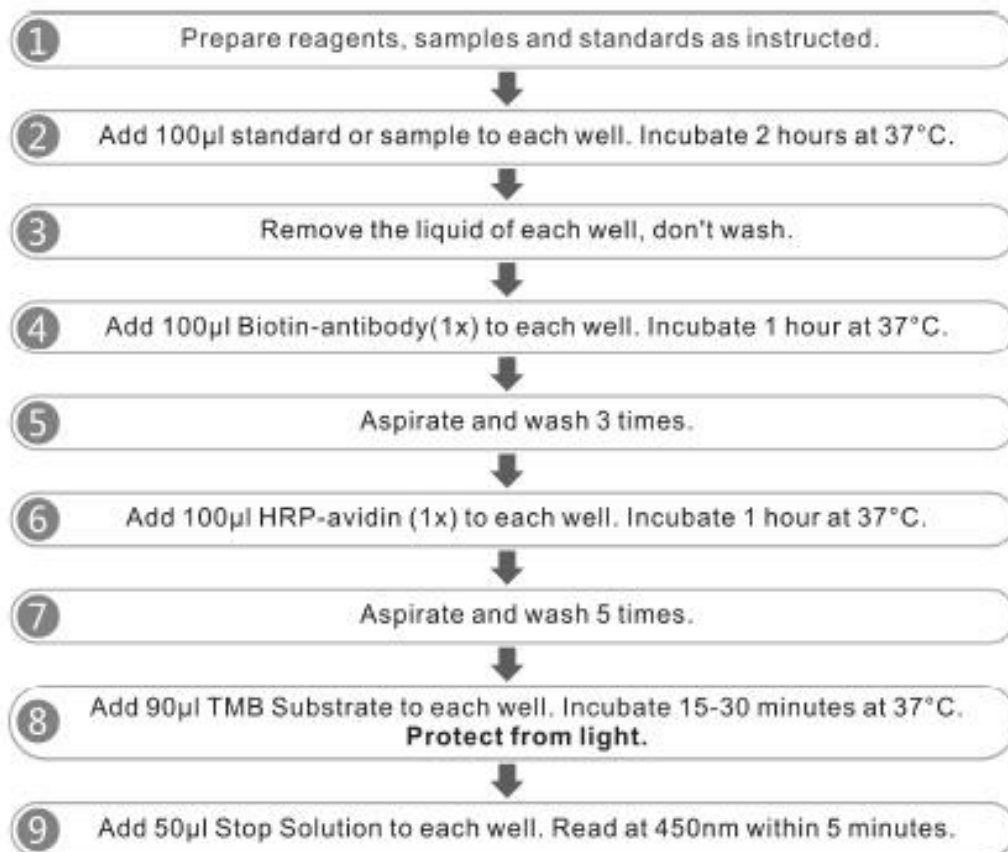 1 Prepare reagents, samples and standards as instructed.
2 Add 100μl standard or sample to each well. Incubate 2 hours at 37°C.
3 Remove the liquid of each well, don't wash.
4 Add 100μl Biotin-antibody(1x) to each well. Incubate 1 hour at 37°C.
5 Aspirate and wash 3 times.
6 Add 100μl HRP-avidin (1x) to each well. Incubate 1 hour at 37°C.
7 Aspirate and wash 5 times.
8 Add 90μl TMB Substrate to each well. Incubate 15-30 minutes at 37°C.
Protect from light.
9 Add 50μl Stop Solution to each well. Read at 450nm within 5 minutes.